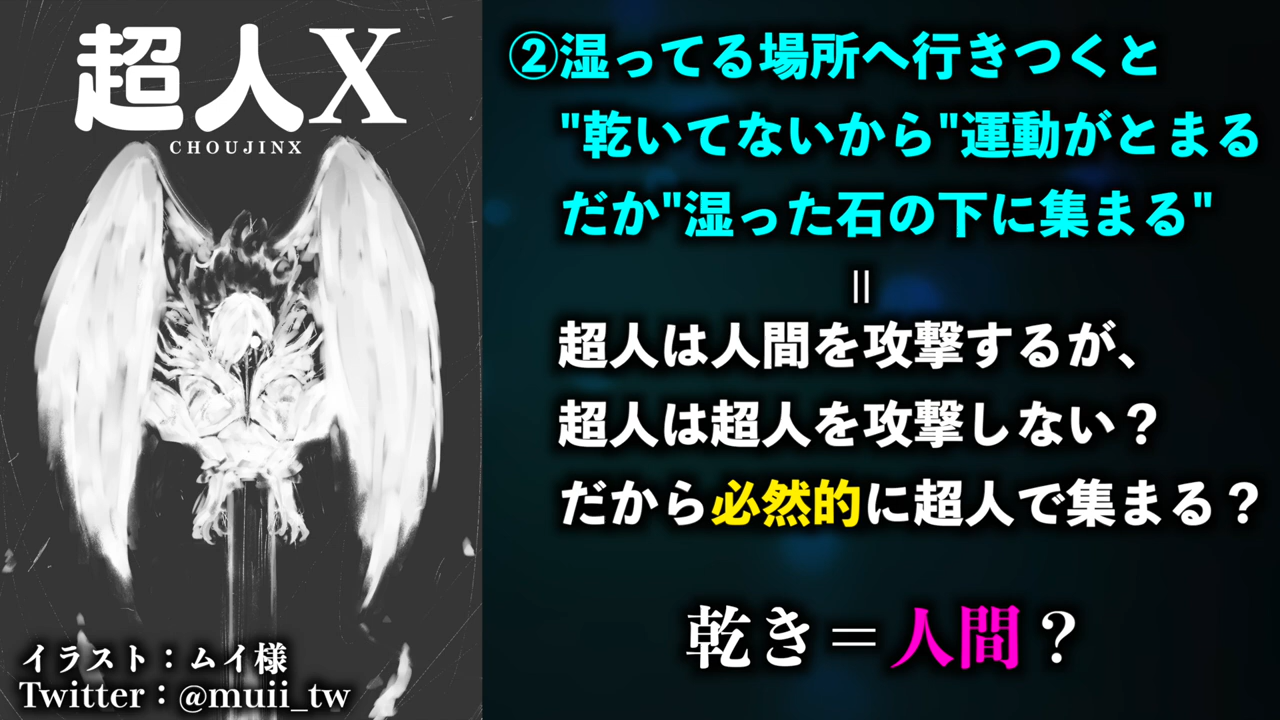 超人X
CHOUJINX
イラスト：ムイ様
Twitter：@muii_tw
②湿ってる場所へ行きつくと
"乾いてないから"運動がとまる
だか"湿った石の下に集まる"
＝
超人は人間を攻撃するが、
超人は超人を攻撃しない？
だから必然的に超人で集まる？
乾き＝人間？